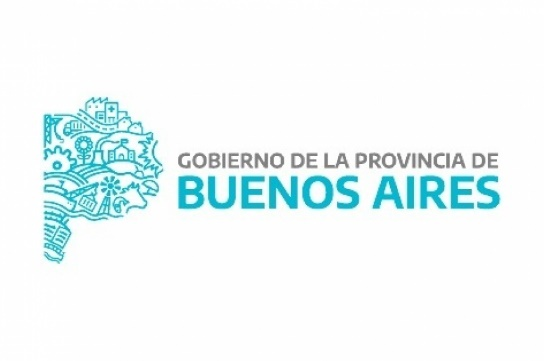 GOBIERNO DE LA PROVINCIA DE
BUENOS AIRES